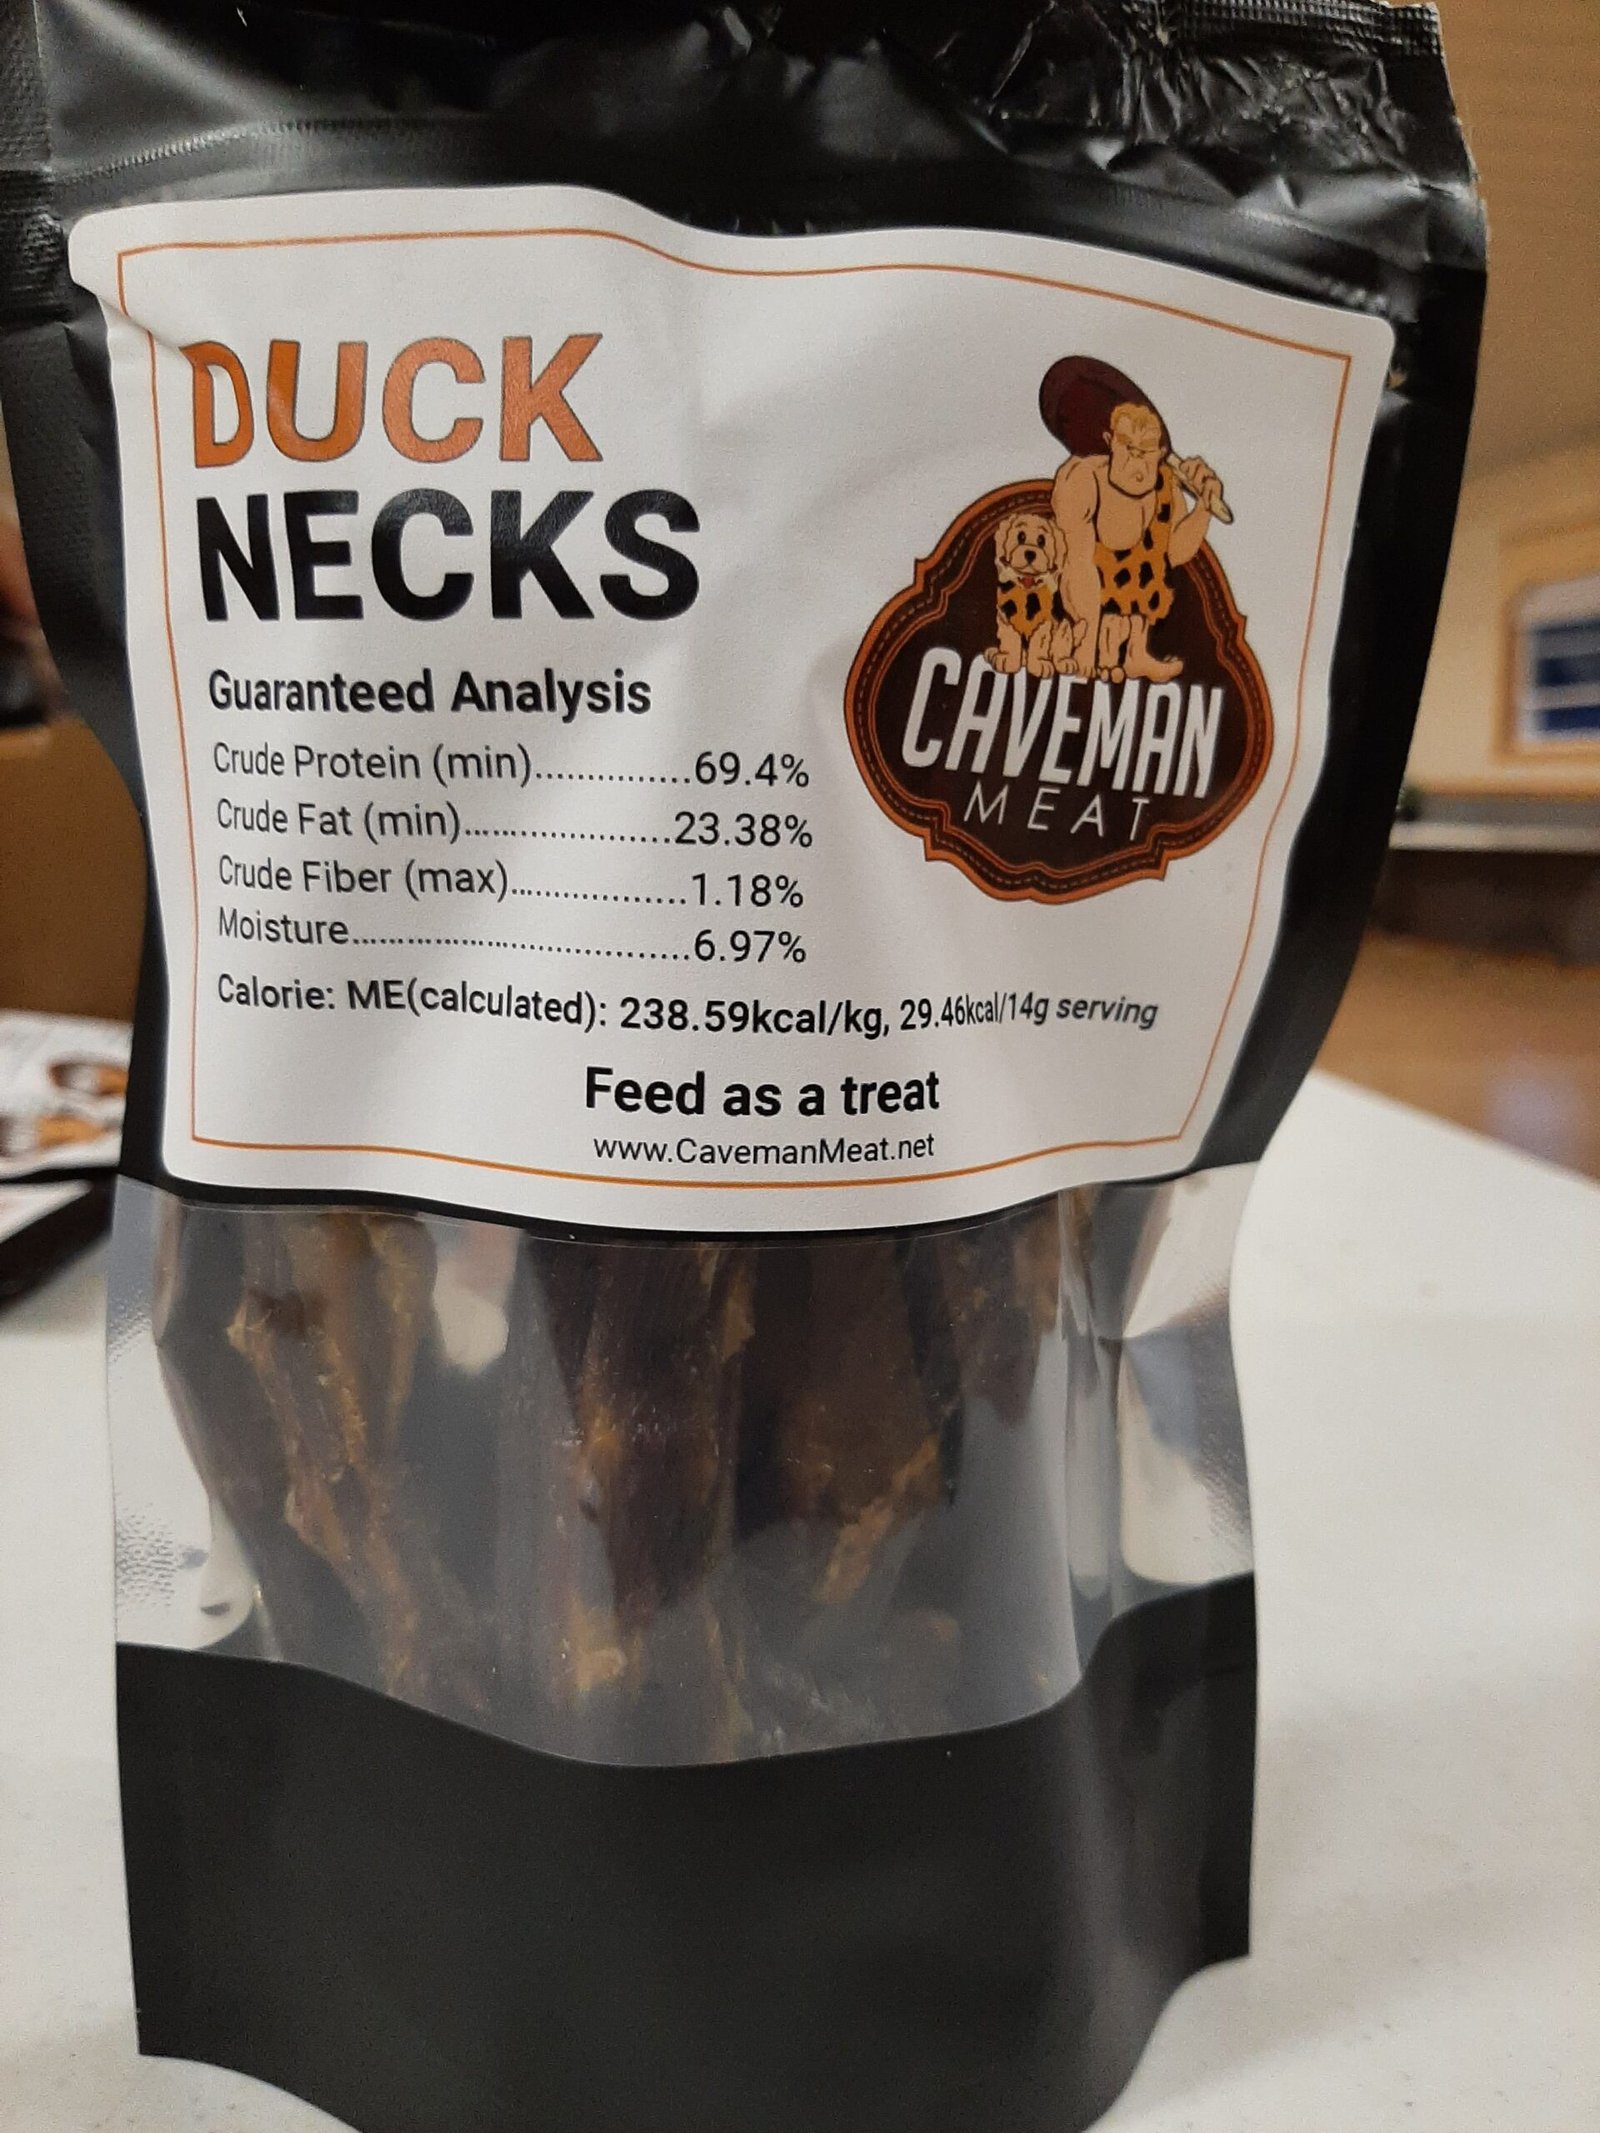 DUCK
NECKS
Guaranteed Analysis
Crude Protein (min)...............69.4%
Crude Fat (min).....................23.38%
Crude Fiber (max)..................1.18%
Moisture..................................6.97%
Calorie: ME(calculated): 238.59kcal/kg, 29.46kcal/14g serving
Feed as a treat
www.CavemanMeat.net
CAVEMAN
MEAT